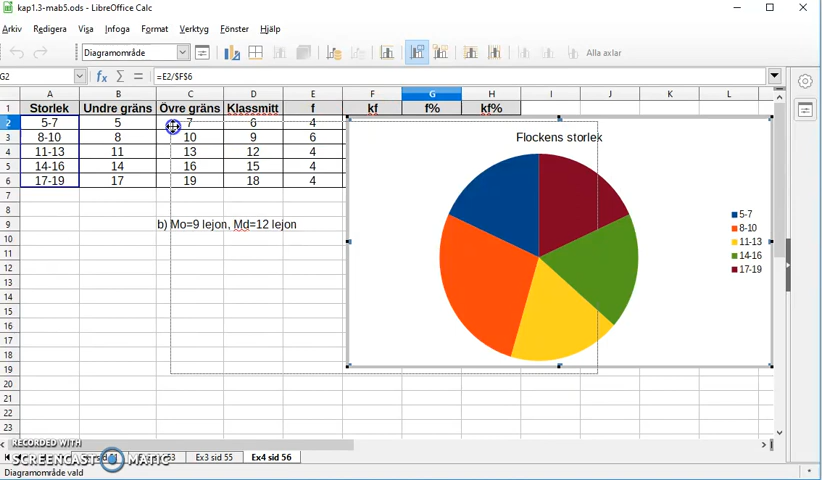 kap1.3-mab5.ods - LibreOffice Calc
Arkiv Redigera Visa Infoga Format Verktyg Fönster Hjälp
Diagramområde Alla axlar
G2 =E2/$F$6
A B C D E F G H I J K L
1 Storlek Undre gräns Övre gräns Klassmitt f kf f% kf%
2 5-7 5 7 6 4
3 8-10 8 10 9 6
4 11-13 11 13 12 4
5 14-16 14 16 15 4
6 17-19 17 19 18 4
7
8
9 b) Mo=9 lejon, Md=12 lejon
10
11
12
13
14
15
16
17
18
19
20
21
22
23
Flockens storlek
5-7
8-10
11-13
14-16
17-19
RECORDED WITH
SCREENCAST MATIC
Ex3 sid 55 Ex4 sid 56
Diagramområde vald